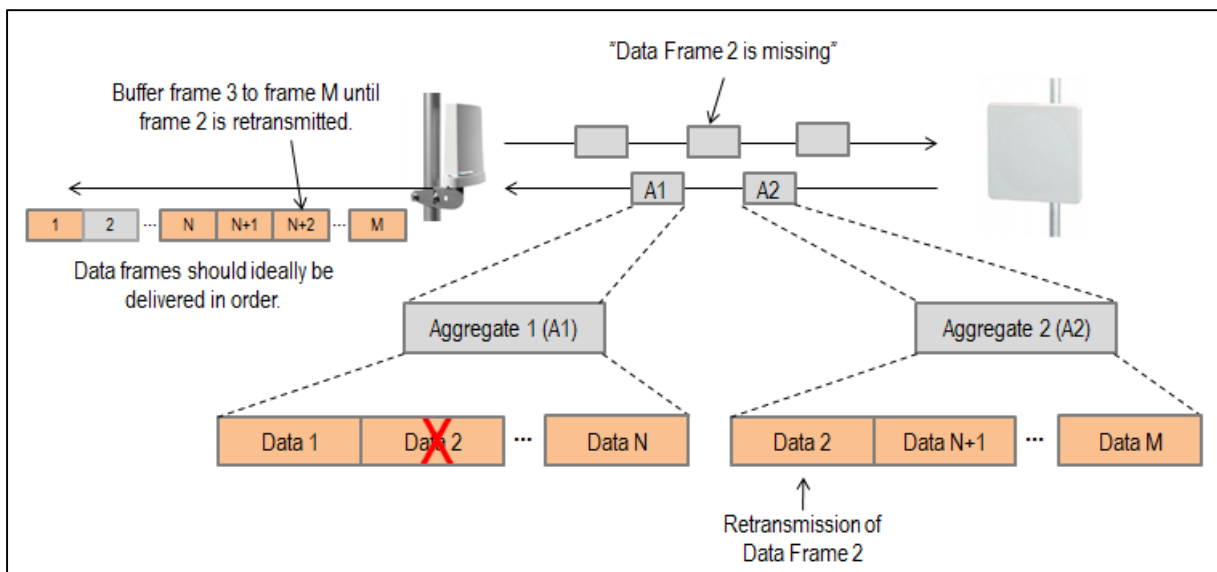 "Data Frame 2 is missing"
Buffer frame 3 to frame M until
frame 2 is retransmitted.
A1
A2
1 2 ... N N+1 N+2 ... M
Data frames should ideally be
delivered in order.
Aggregate 1 (A1)
Aggregate 2 (A2)
Data 1 Data 2 ... Data N
X
Data 2 Data N+1 ... Data M
Retransmission of
Data Frame 2